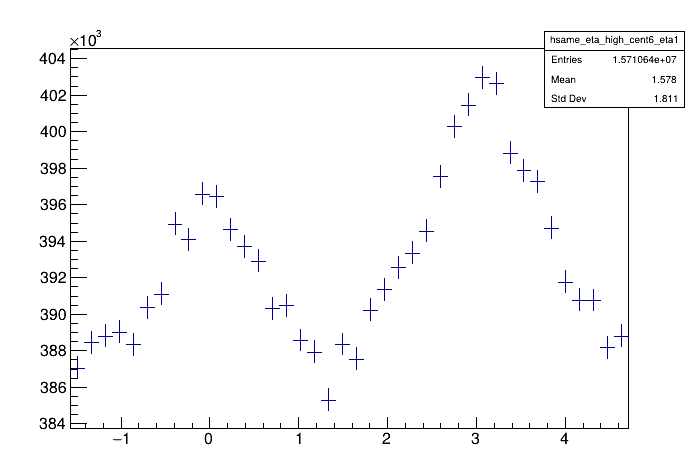 ×10³
hsame_eta_high_cent6_eta1
Entries 1.571064e+07
Mean 1.578
Std Dev 1.811
404
402
400
398
396
394
392
390
388
386
384
−1 0 1 2 3 4